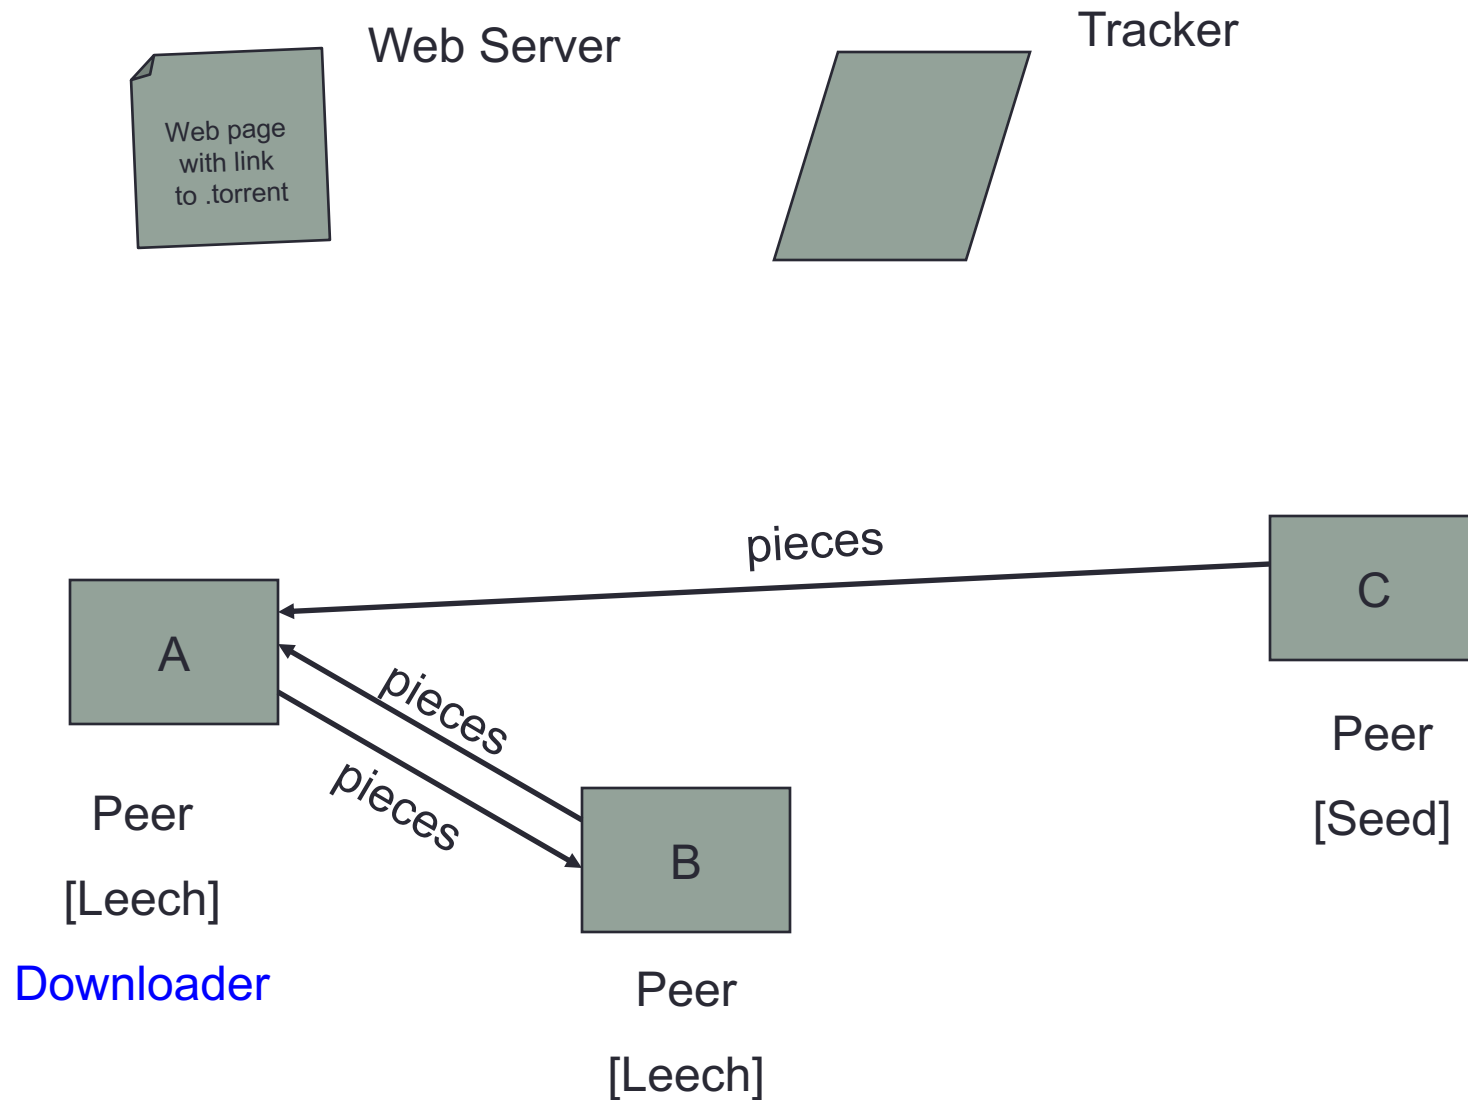 Web Server
Tracker
Web page
with link
to .torrent
pieces
C
A
pieces
pieces
Peer
[Seed]
B
Peer
[Leech]
Downloader
Peer
[Leech]